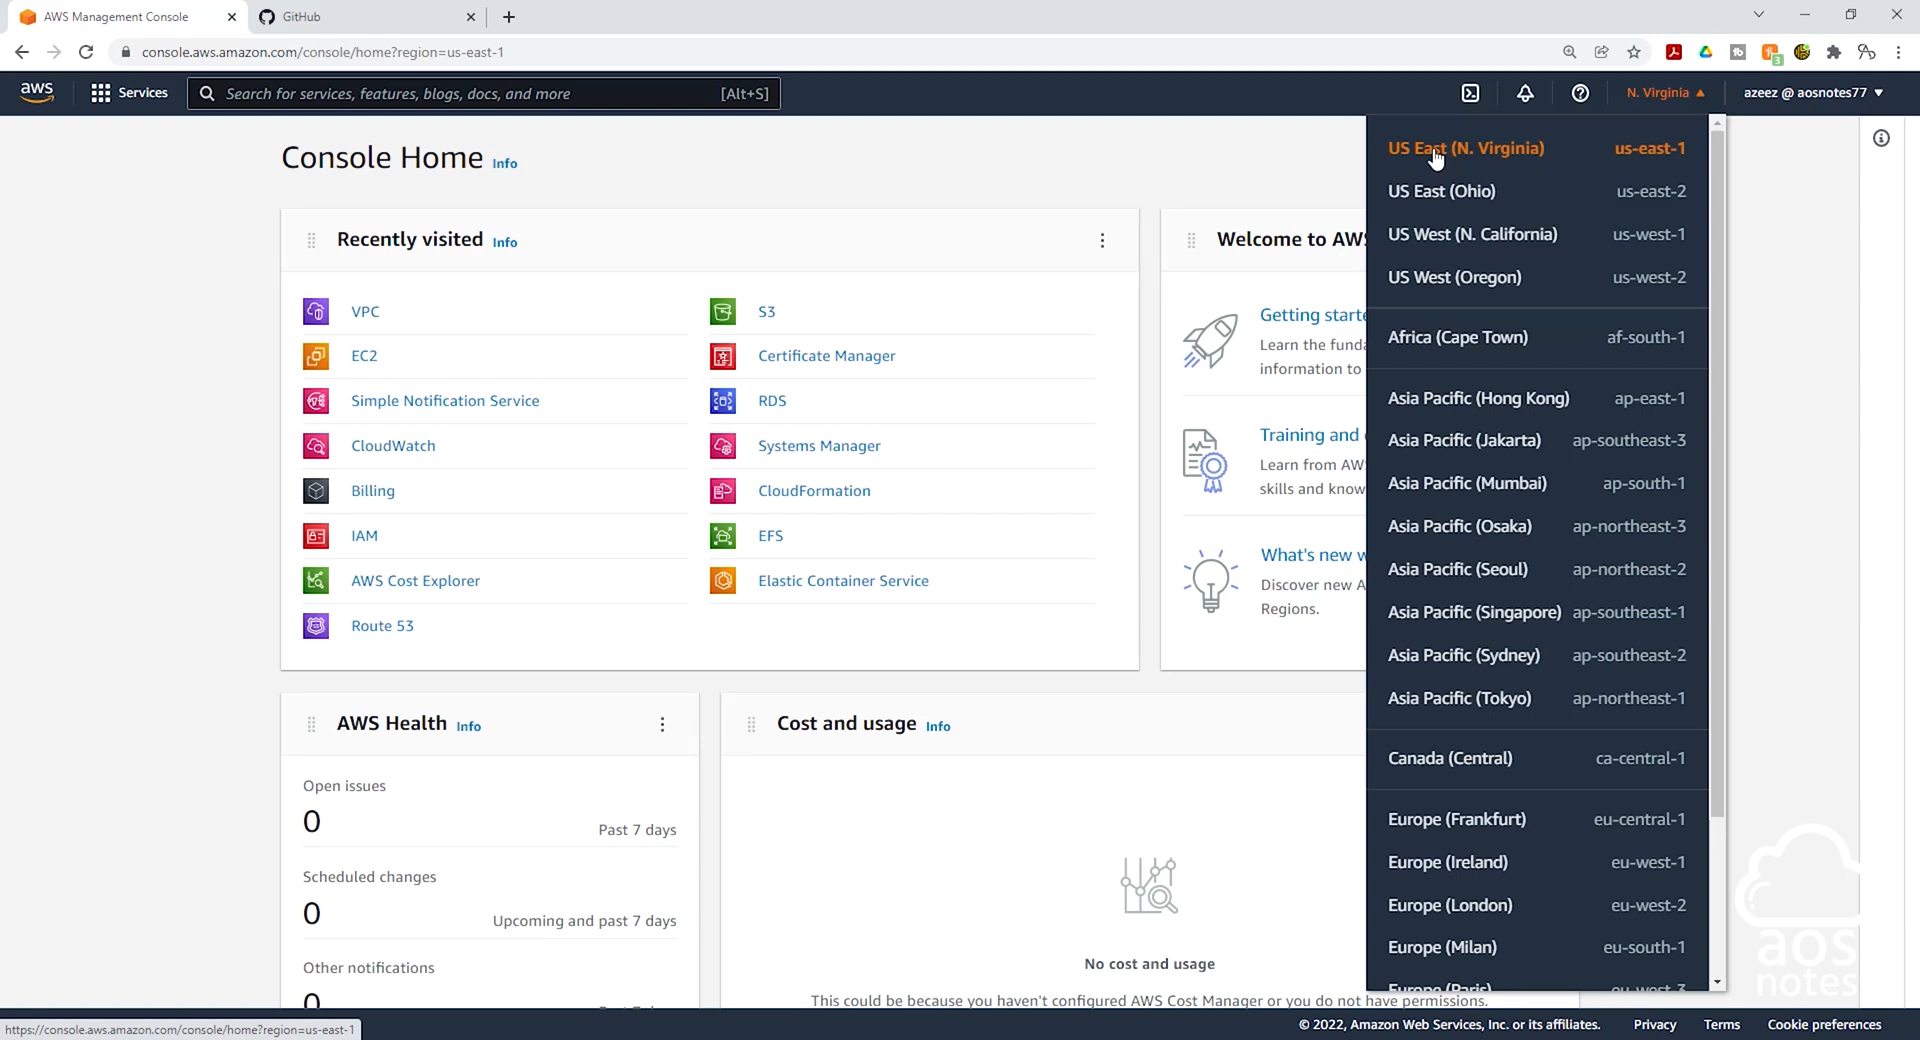 AWS Management Console
GitHub
console.aws.amazon.com/console/home?region=us-east-1
3
aws
Services
Search for services, features, blogs, docs, and more
[Alt+S]
N. Virginia
azeez @ aosnotes77
Console Home
Info
Recently visited
Info
VPC
EC2
Simple Notification Service
CloudWatch
Billing
IAM
AWS Cost Explorer
Route 53
S3
Certificate Manager
RDS
Systems Manager
CloudFormation
EFS
Elastic Container Service
Welcome to AWS
Getting starte
Learn the funda
information to
Training and
Learn from AWS
skills and know
What's new w
Discover new A
Regions.
US East (N. Virginia) us-east-1
US East (Ohio) us-east-2
US West (N. California) us-west-1
US West (Oregon) us-west-2
Africa (Cape Town) af-south-1
Asia Pacific (Hong Kong) ap-east-1
Asia Pacific (Jakarta) ap-southeast-3
Asia Pacific (Mumbai) ap-south-1
Asia Pacific (Osaka) ap-northeast-3
Asia Pacific (Seoul) ap-northeast-2
Asia Pacific (Singapore) ap-southeast-1
Asia Pacific (Sydney) ap-southeast-2
Asia Pacific (Tokyo) ap-northeast-1
Canada (Central) ca-central-1
Europe (Frankfurt) eu-central-1
Europe (Ireland) eu-west-1
Europe (London) eu-west-2
Europe (Milan) eu-south-1
Europe (Paris) eu-west-3
AWS Health
Info
Open issues
0
Past 7 days
Scheduled changes
0
Upcoming and past 7 days
Other notifications
0
Cost and usage
Info
No cost and usage
This could be because you haven't configured AWS Cost Manager or you do not have permissions.
aos
notes
https://console.aws.amazon.com/console/home?region=us-east-1
© 2022, Amazon Web Services, Inc. or its affiliates.
Privacy
Terms
Cookie preferences